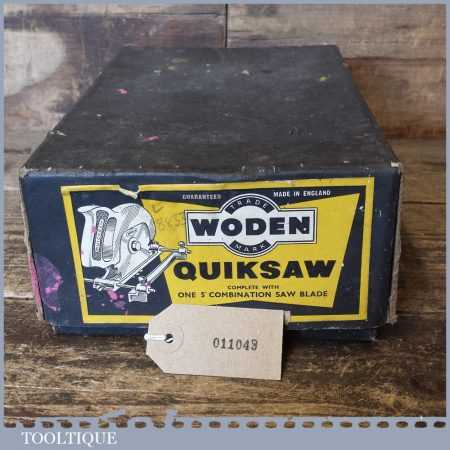 GUARANTEED MADE IN ENGLAND
TRADE
WODEN
MARK
QUIKSAW
COMPLETE WITH
ONE 5" COMBINATION SAW BLADE
011043
TOOLTIQUE